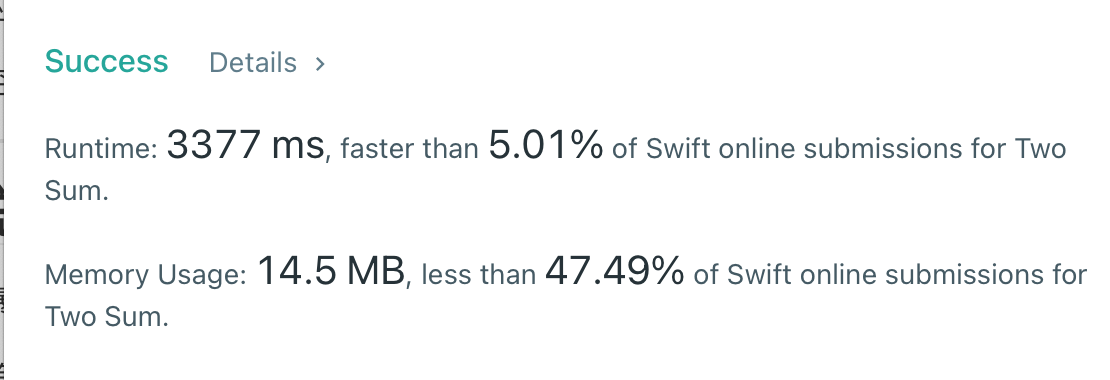 Success Details >
Runtime: 3377 ms, faster than 5.01% of Swift online submissions for Two
Sum.
Memory Usage: 14.5 MB, less than 47.49% of Swift online submissions for
Two Sum.